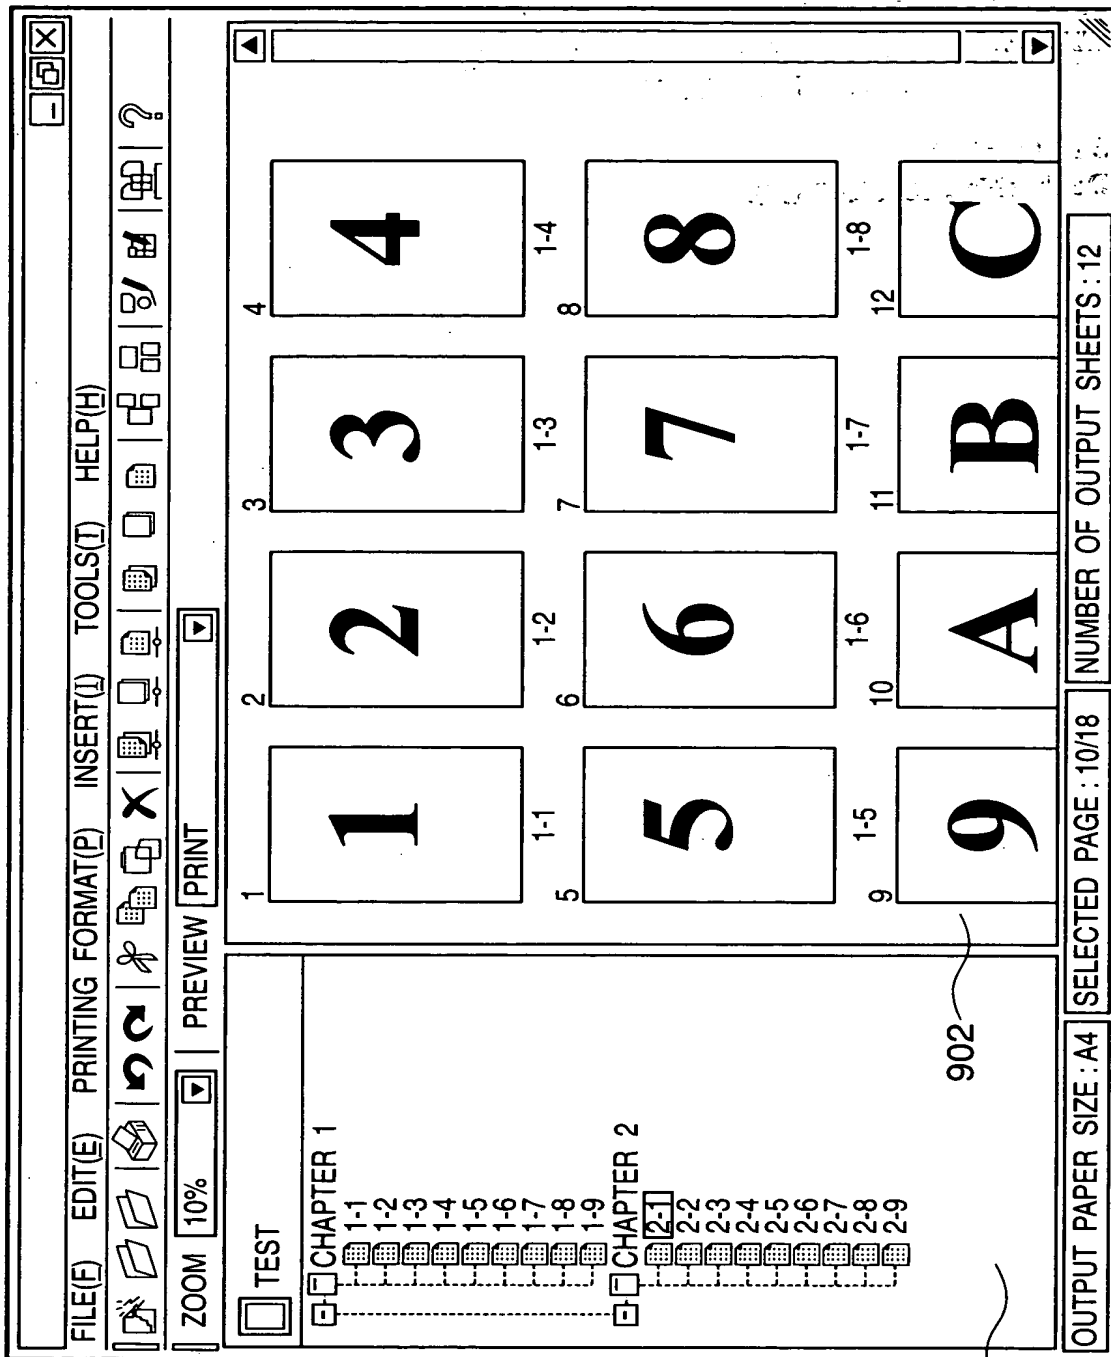 FILE(F) EDIT(E) PRINTING FORMAT(P) INSERT(I) TOOLS(T) HELP(H)
?
ZOOM 10% PREVIEW PRINT
TEST
CHAPTER 1
1-1
1-2
1-3
1-4
1-5
1-6
1-7
1-8
1-9
CHAPTER 2
2-1
2-2
2-3
2-4
2-5
2-6
2-7
2-8
2-9
902
1 2 3 4
1 2 3 4
1-1 1-2 1-3 1-4
5 6 7 8
5 6 7 8
1-5 1-6 1-7 1-8
9 10 11 12
9 A B C
OUTPUT PAPER SIZE : A4 SELECTED PAGE : 10/18 NUMBER OF OUTPUT SHEETS : 12